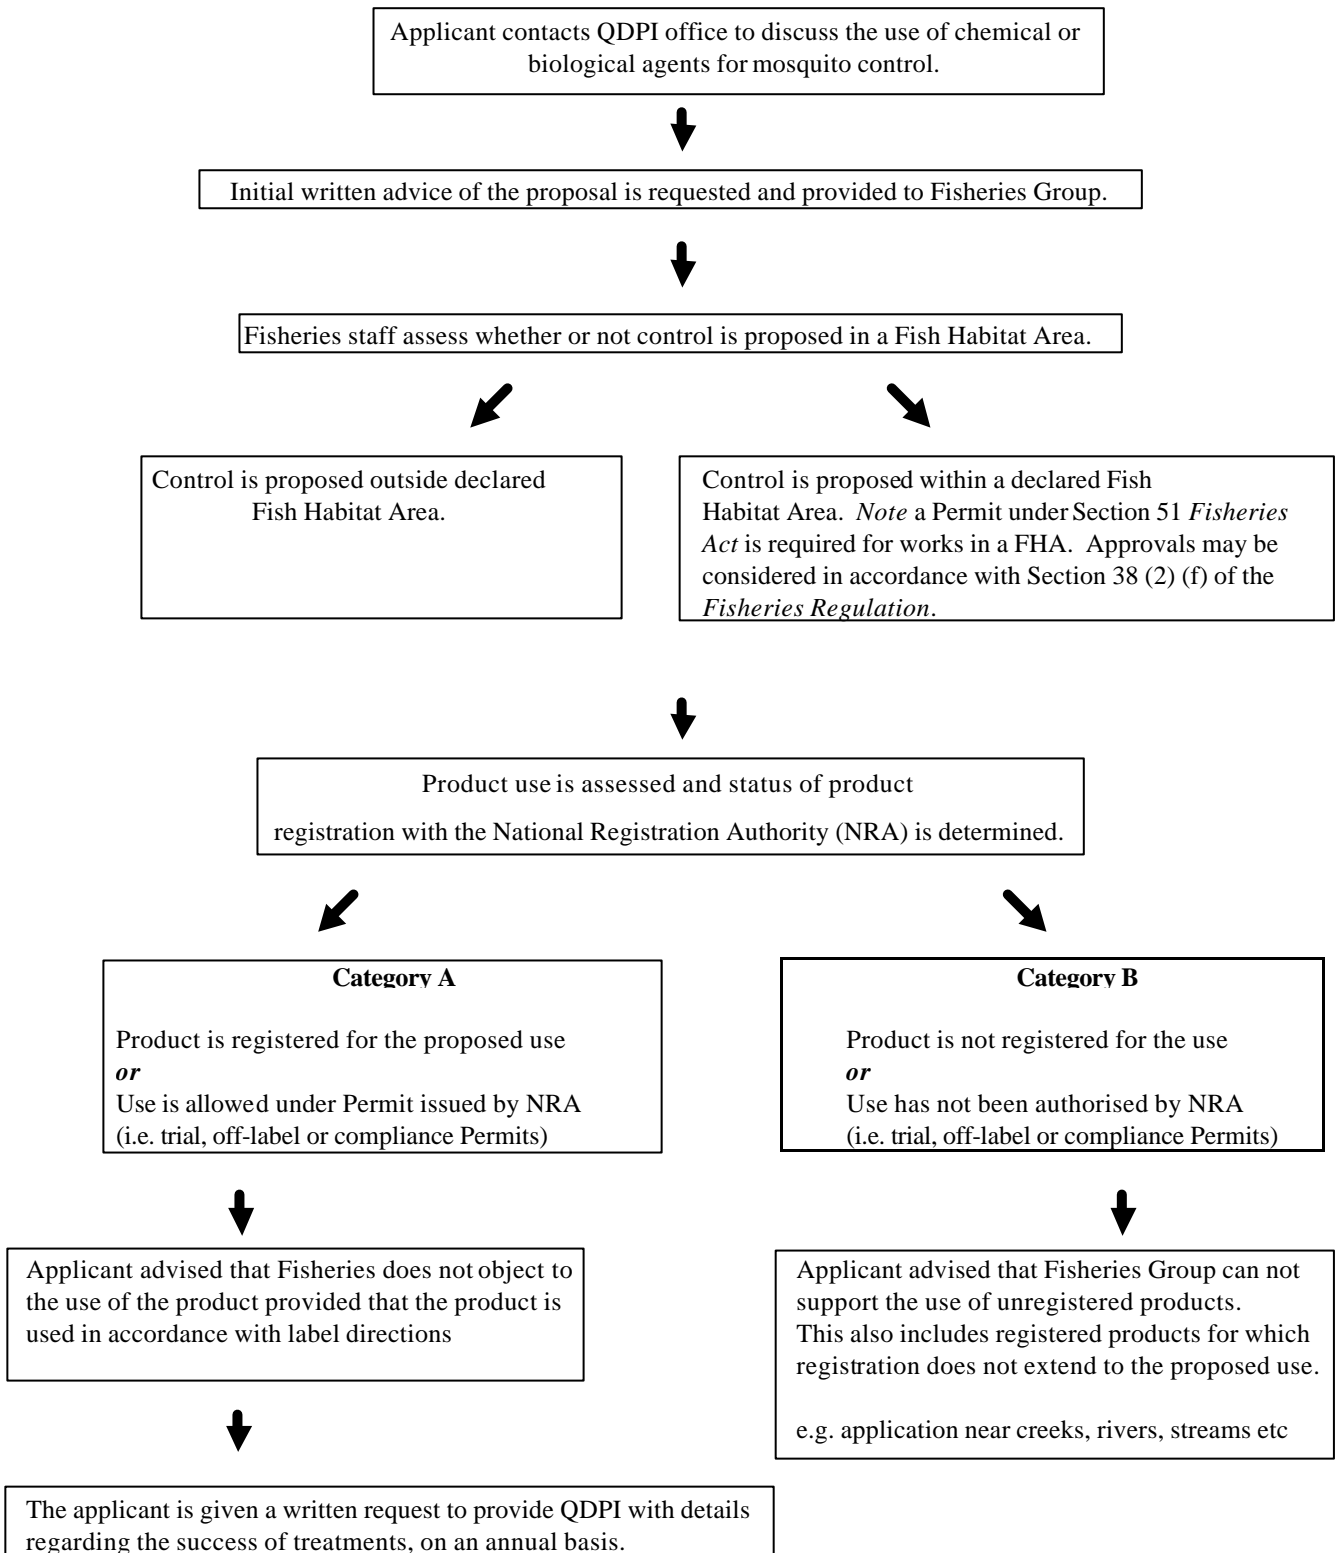 Applicant contacts QDPI office to discuss the use of chemical or
biological agents for mosquito control.
Initial written advice of the proposal is requested and provided to Fisheries Group.
Fisheries staff assess whether or not control is proposed in a Fish Habitat Area.
Control is proposed outside declared
Fish Habitat Area.
Control is proposed within a declared Fish
Habitat Area. Note a Permit under Section 51 Fisheries
Act is required for works in a FHA. Approvals may be
considered in accordance with Section 38 (2) (f) of the
Fisheries Regulation.
Product use is assessed and status of product
registration with the National Registration Authority (NRA) is determined.
Category A
Product is registered for the proposed use
or
Use is allowed under Permit issued by NRA
(i.e. trial, off-label or compliance Permits)
Category B
Product is not registered for the use
or
Use has not been authorised by NRA
(i.e. trial, off-label or compliance Permits)
Applicant advised that Fisheries does not object to
the use of the product provided that the product is
used in accordance with label directions
Applicant advised that Fisheries Group can not
support the use of unregistered products.
This also includes registered products for which
registration does not extend to the proposed use.
e.g. application near creeks, rivers, streams etc
The applicant is given a written request to provide QDPI with details
regarding the success of treatments, on an annual basis.